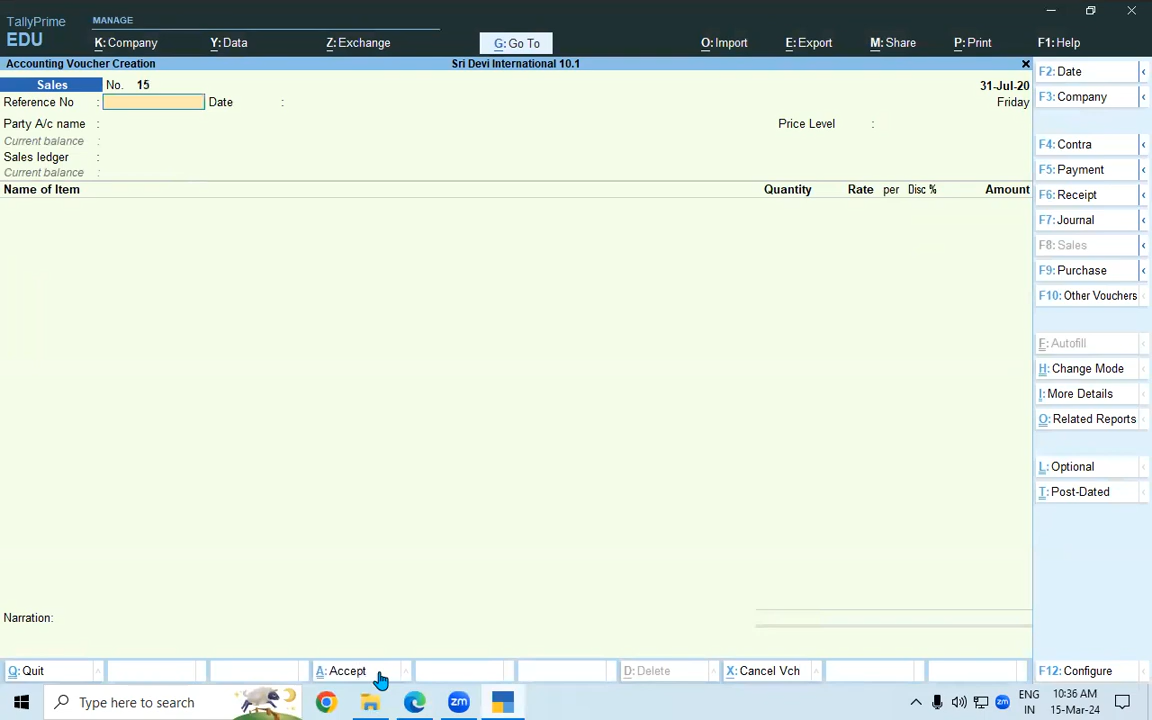 TallyPrime
EDU
MANAGE
K: Company
Y: Data
Z: Exchange
G: Go To
O: Import
E: Export
M: Share
P: Print
F1: Help
Accounting Voucher Creation
Sri Devi International 10.1
Sales
No. 15
31-Jul-20
Reference No :
Date :
Friday
Party A/c name :
Price Level :
Current balance :
Sales ledger :
Current balance :
Name of Item
Quantity
Rate per Disc %
Amount
Narration:
F2: Date
F3: Company
F4: Contra
F5: Payment
F6: Receipt
F7: Journal
F8: Sales
F9: Purchase
F10: Other Vouchers
F: Autofill
H: Change Mode
I: More Details
O: Related Reports
L: Optional
T: Post-Dated
Q: Quit
A: Accept
D: Delete
X: Cancel Vch
F12: Configure
Type here to search
zm
zm
ENG
IN
10:36 AM
15-Mar-24